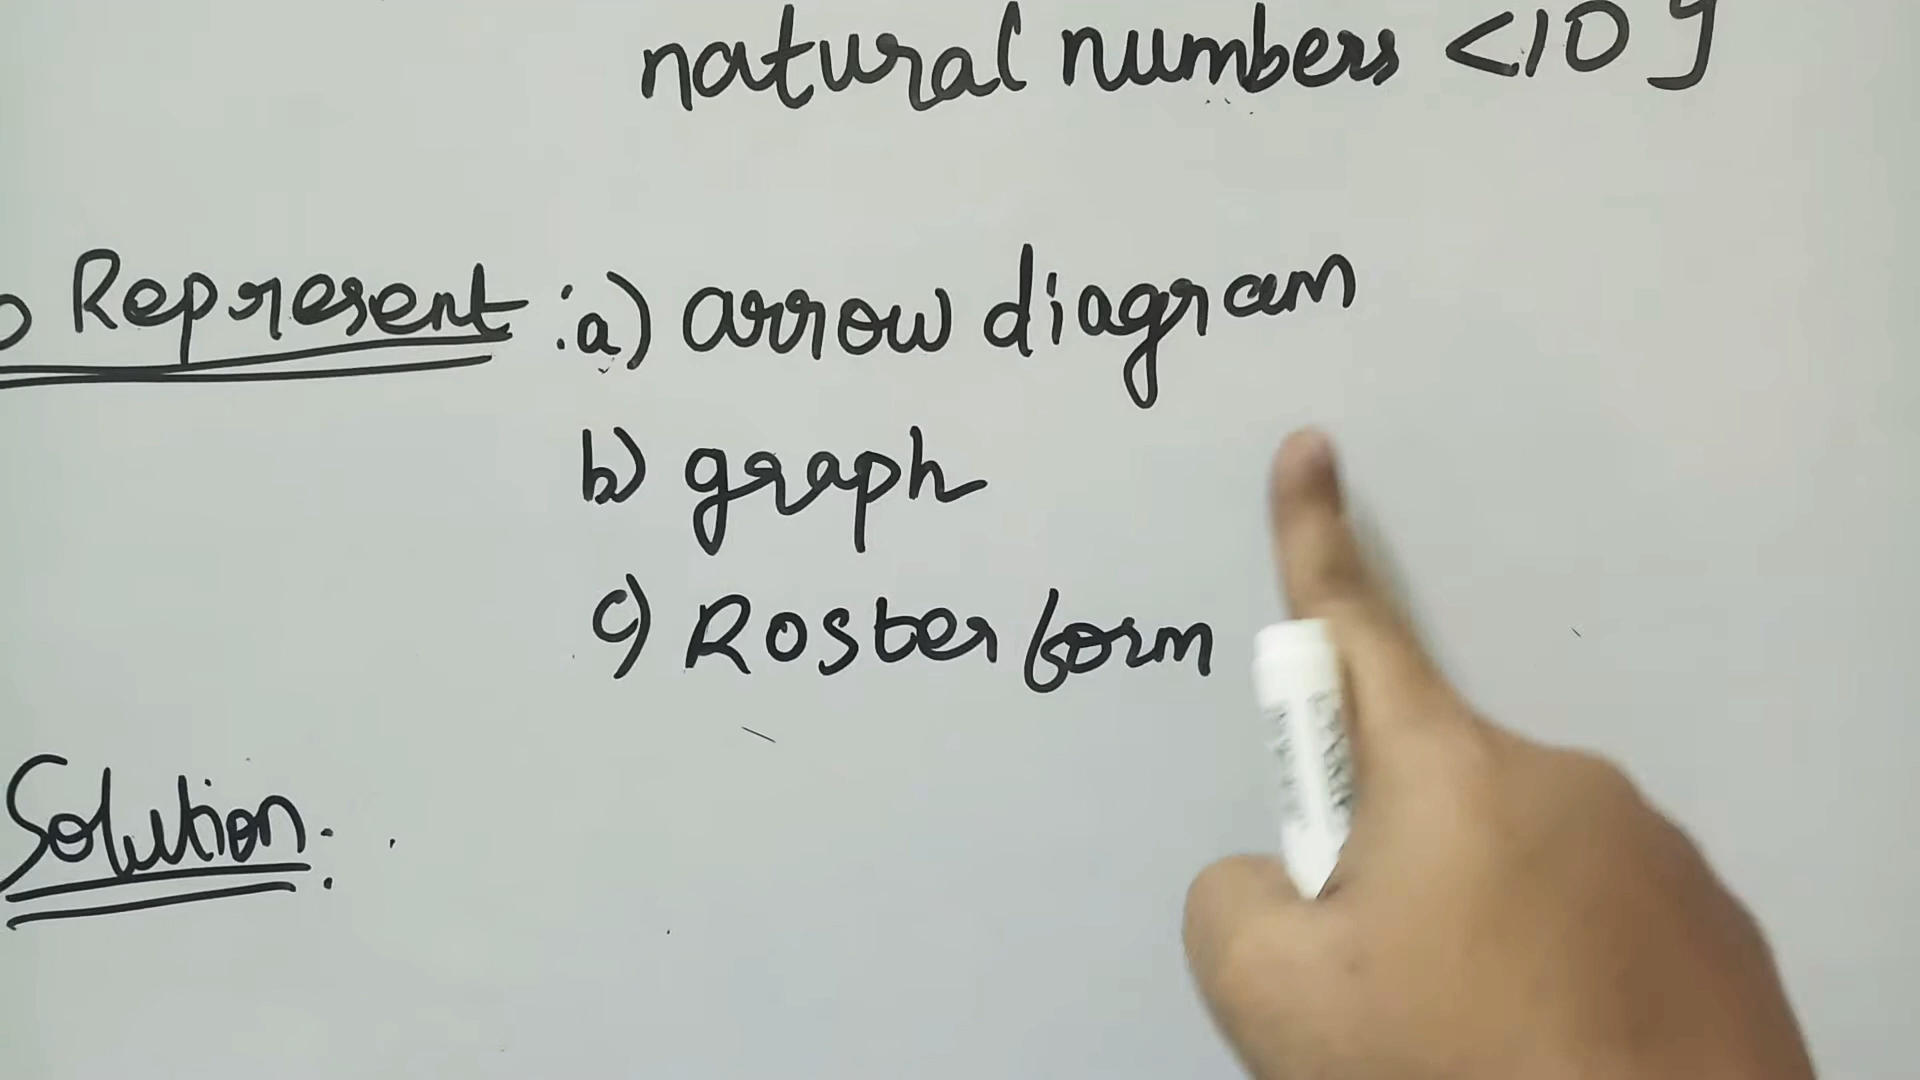 natural numbers <10}
Represent :a) arrow diagram
b) graph
c) Roster form
Solution: